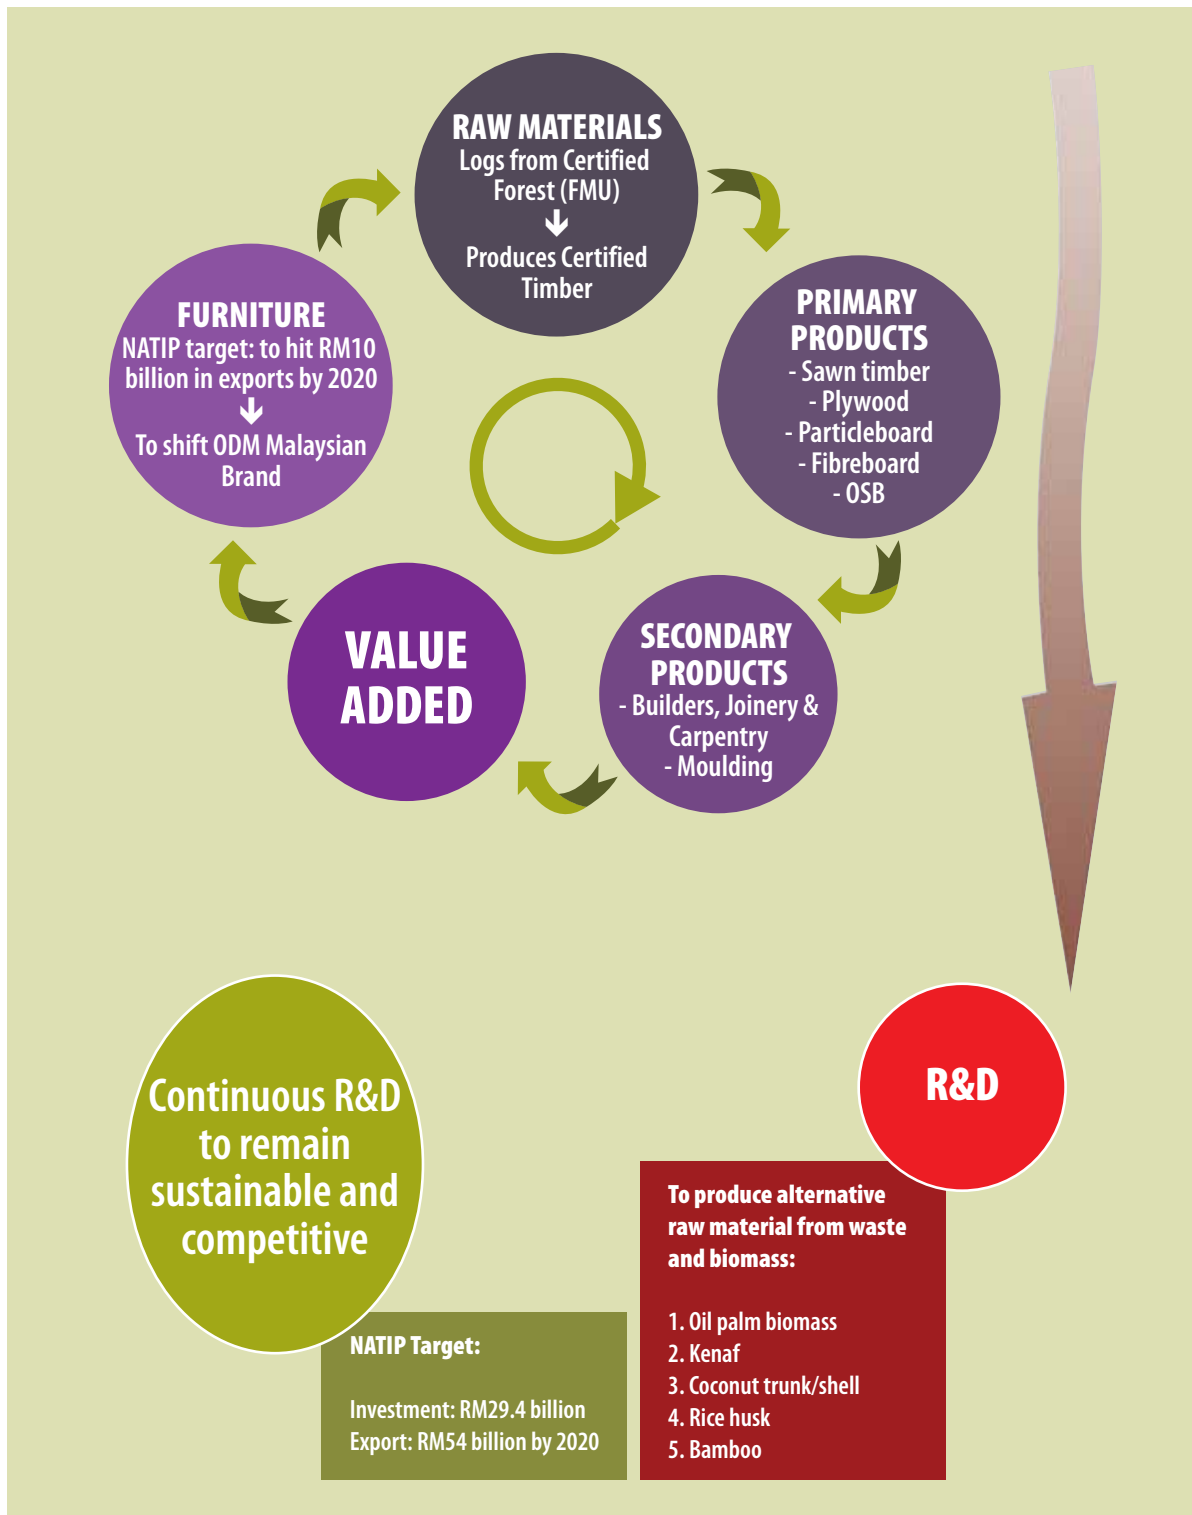 RAW MATERIALS
Logs from Certified
Forest (FMU)
Produces Certified
Timber
PRIMARY
PRODUCTS
- Sawn timber
- Plywood
- Particleboard
- Fibreboard
- OSB
SECONDARY
PRODUCTS
- Builders, Joinery &
Carpentry
- Moulding
VALUE
ADDED
FURNITURE
NATIP target: to hit RM10
billion in exports by 2020
To shift ODM Malaysian
Brand
Continuous R&D
to remain
sustainable and
competitive
NATIP Target:
Investment: RM29.4 billion
Export: RM54 billion by 2020
R&D
To produce alternative
raw material from waste
and biomass:
1. Oil palm biomass
2. Kenaf
3. Coconut trunk/shell
4. Rice husk
5. Bamboo